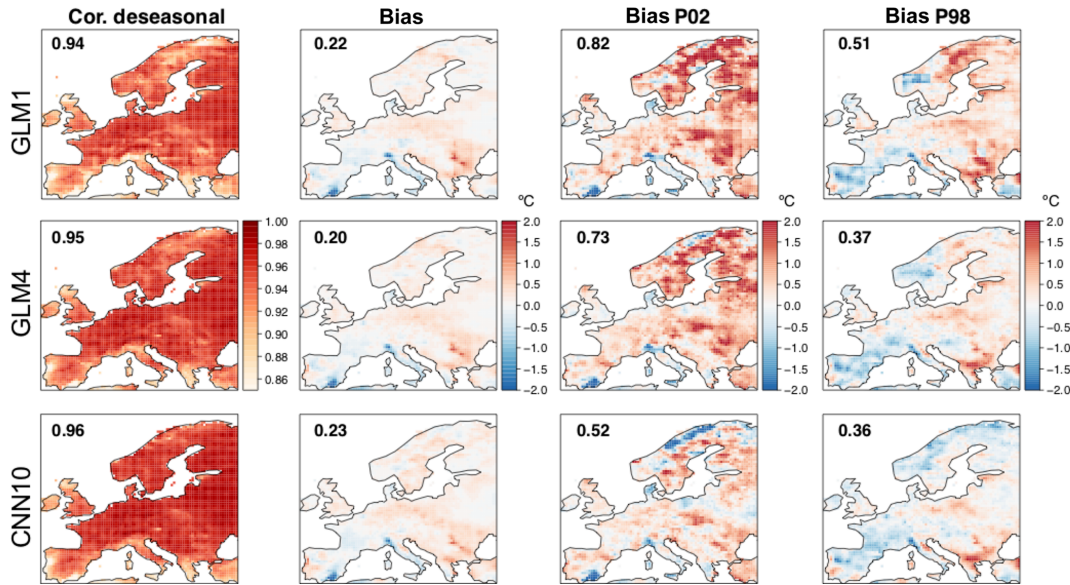 Cor. deseasonal Bias Bias P02 Bias P98
GLM1 0.94 0.22 0.82 0.51
°C °C °C
GLM4 0.95 0.20 0.73 0.37
1.00 2.0 2.0 2.0
0.98 1.5 1.5 1.5
0.96 1.0 1.0 1.0
0.94 0.5 0.5 0.5
0.92 0.0 0.0 0.0
0.90 −0.5 −0.5 −0.5
0.88 −1.0 −1.0 −1.0
0.86 −1.5 −1.5 −1.5
−2.0 −2.0 −2.0
CNN10 0.96 0.23 0.52 0.36